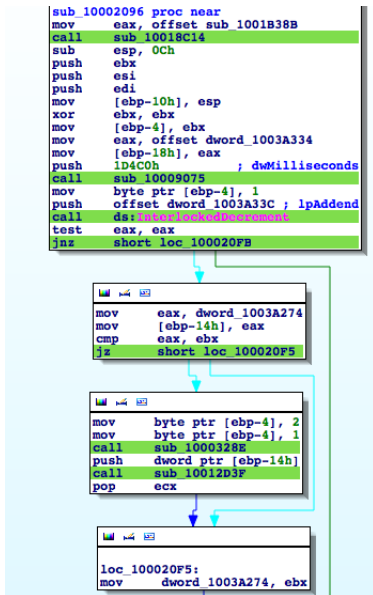 sub_10002096 proc near
mov eax, offset sub_1001B38B
call sub_10018C14
sub esp, 0Ch
push ebx
push esi
push edi
mov [ebp-10h], esp
xor ebx, ebx
mov [ebp-4], ebx
mov eax, offset dword_1003A334
mov [ebp-18h], eax
push 1D4C0h ; dwMilliseconds
call sub_10009075
mov byte ptr [ebp-4], 1
push offset dword_1003A33C ; lpAddend
call ds:InterlockedDecrement
test eax, eax
jnz short loc_100020FB
mov eax, dword_1003A274
mov [ebp-14h], eax
cmp eax, ebx
jz short loc_100020F5
mov byte ptr [ebp-4], 2
mov byte ptr [ebp-4], 1
call sub_1000328E
push dword ptr [ebp-14h]
call sub_10012D3F
pop ecx
loc_100020F5:
mov dword_1003A274, ebx